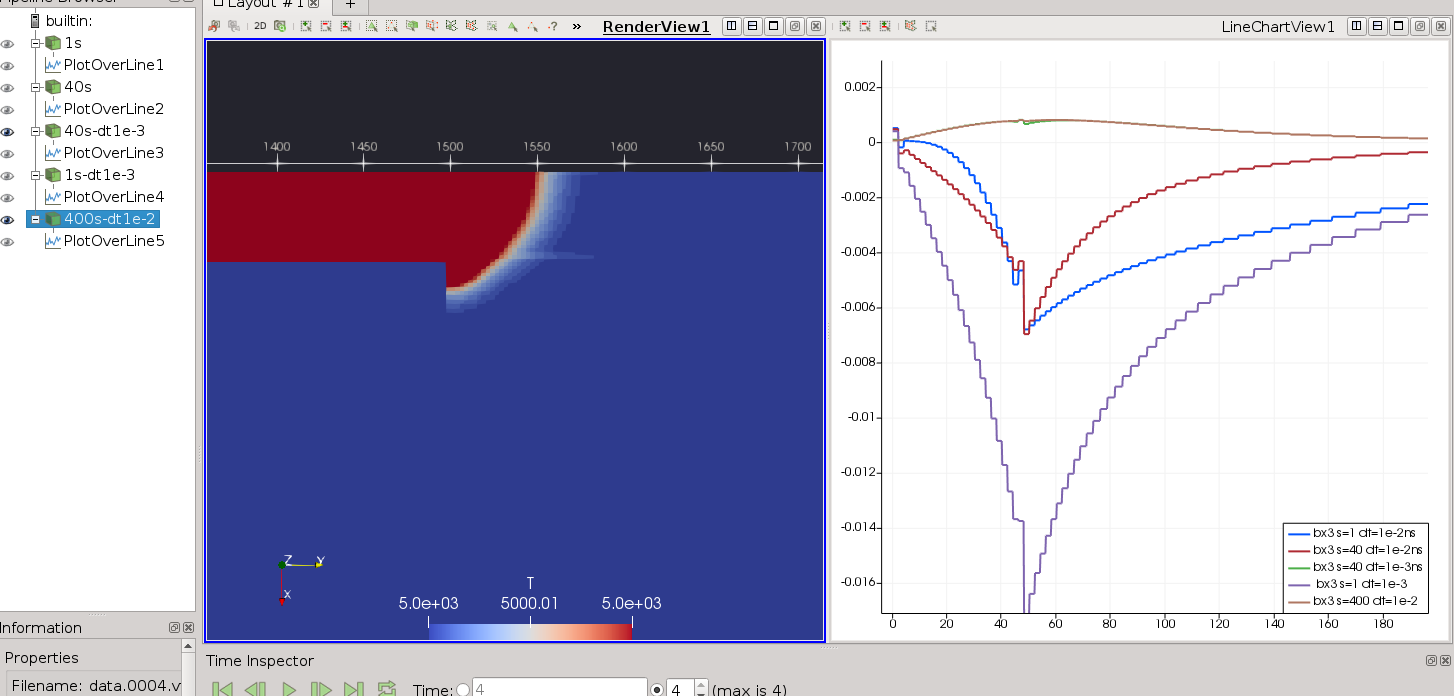 Pipeline Browser
builtin:
1s
PlotOverLine1
40s
PlotOverLine2
40s-dt1e-3
PlotOverLine3
1s-dt1e-3
PlotOverLine4
400s-dt1e-2
PlotOverLine5
Information
Properties
Filename: data.0004.v
Layout #1
+
2D
?
»
RenderView1
1400 1450 1500 1550 1600 1650 1700
Z Y
X
T
5.0e+03 5000.01 5.0e+03
LineChartView1
0.002
0
-0.002
-0.004
-0.006
-0.008
-0.01
-0.012
-0.014
-0.016
0 20 40 60 80 100 120 140 160 180
bx3 s=1 dt=1e-2ns
bx3 s=40 dt=1e-2ns
bx3 s=40 dt=1e-3ns
bx3 s=1 dt=1e-3
bx3 s=400 dt=1e-2
Time Inspector
Time: 4 4 (max is 4)